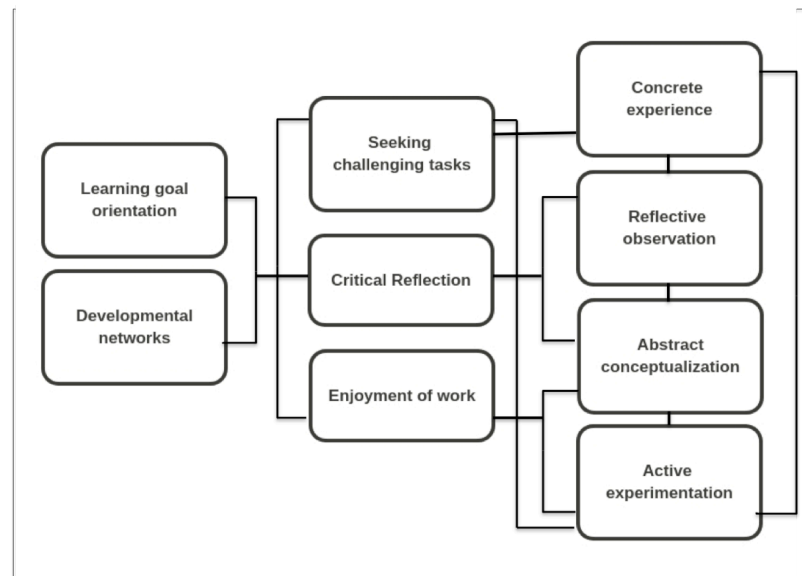 Learning goal
orientation
Developmental
networks
Seeking
challenging tasks
Critical Reflection
Enjoyment of work
Concrete
experience
Reflective
observation
Abstract
conceptualization
Active
experimentation